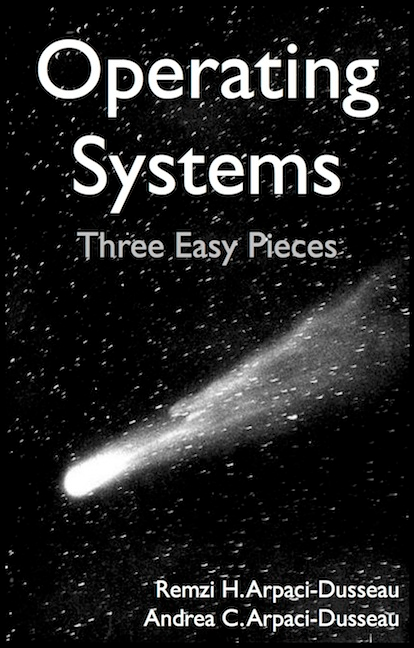 Operating
Systems
Three Easy Pieces
Remzi H. Arpaci-Dusseau
Andrea C. Arpaci-Dusseau